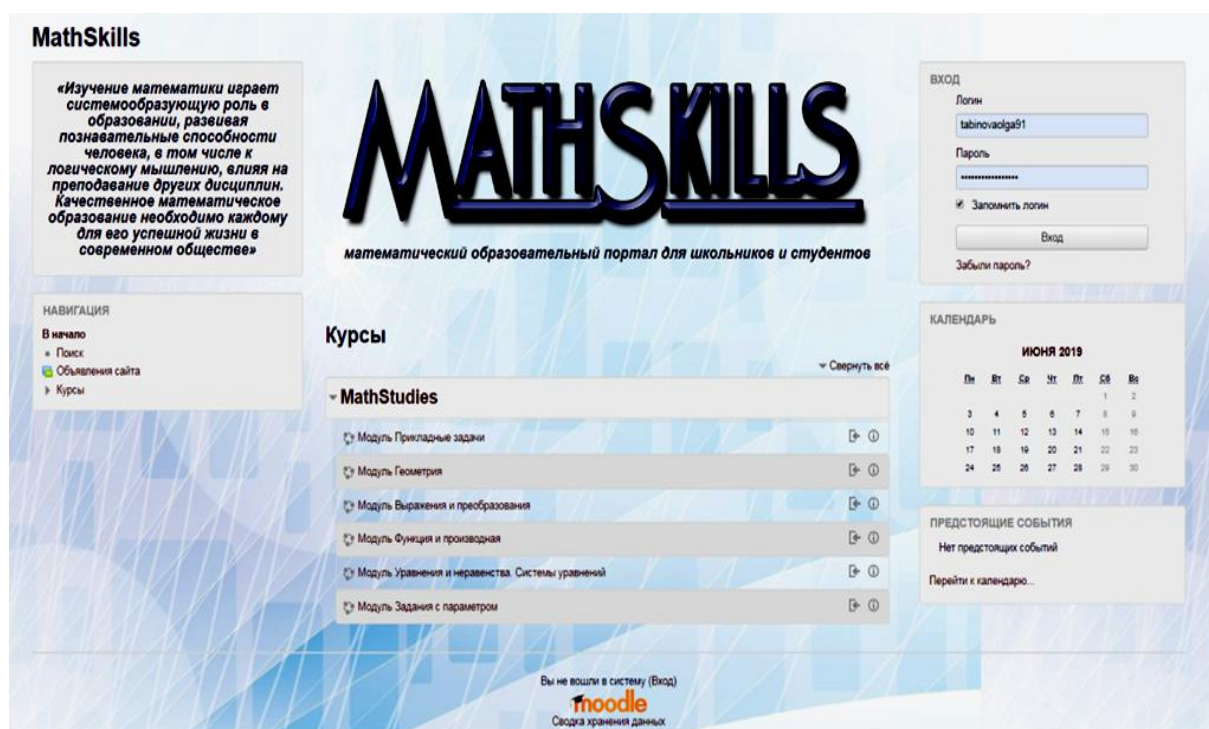 MathSkills
«Изучение математики играет
системообразующую роль в
образовании, развивая
познавательные способности
человека, в том числе к
логическому мышлению, влияя на
преподавание других дисциплин.
Качественное математическое
образование необходимо каждому
для его успешной жизни в
современном обществе»
НАВИГАЦИЯ
В начало
Поиск
Объявления сайта
Курсы
MATHSKILLS
математический образовательный портал для школьников и студентов
Курсы
Свернуть всё
MathStudies
Модуль Прикладные задачи
Модуль Геометрия
Модуль Выражения и преобразования
Модуль Функция и производная
Модуль Уравнения и неравенства. Системы уравнений
Модуль Задания с параметром
ВХОД
Логин
tabinovaolga91
Пароль
Запомнить логин
Вход
Забыли пароль?
КАЛЕНДАРЬ
ИЮНЯ 2019
Пн Вт Ср Чт Пт Сб Вс
1 2
3 4 5 6 7 8 9
10 11 12 13 14 15 16
17 18 19 20 21 22 23
24 25 26 27 28 29 30
ПРЕДСТОЯЩИЕ СОБЫТИЯ
Нет предстоящих событий
Перейти к календарю...
Вы не вошли в систему (Вход)
moodle
Сводка хранения данных